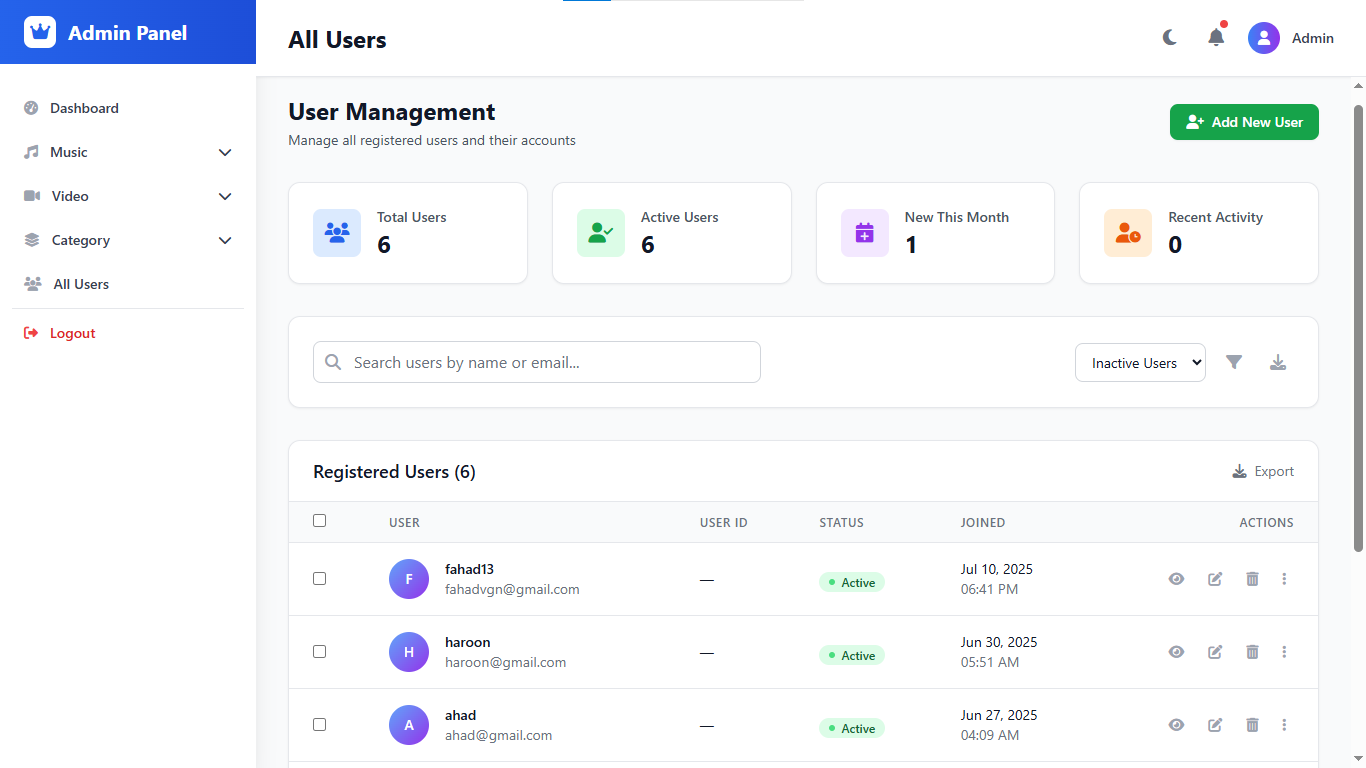 Admin Panel
All Users
Admin
Dashboard
Music
Video
Category
All Users
Logout
User Management
Manage all registered users and their accounts
Add New User
Total Users
6
Active Users
6
New This Month
1
Recent Activity
0
Search users by name or email...
Inactive Users
Registered Users (6)
Export
USER USER ID STATUS JOINED ACTIONS
F fahad13 — Active Jul 10, 2025
fahadvgn@gmail.com 06:41 PM
H haroon — Active Jun 30, 2025
haroon@gmail.com 05:51 AM
A ahad — Active Jun 27, 2025
ahad@gmail.com 04:09 AM